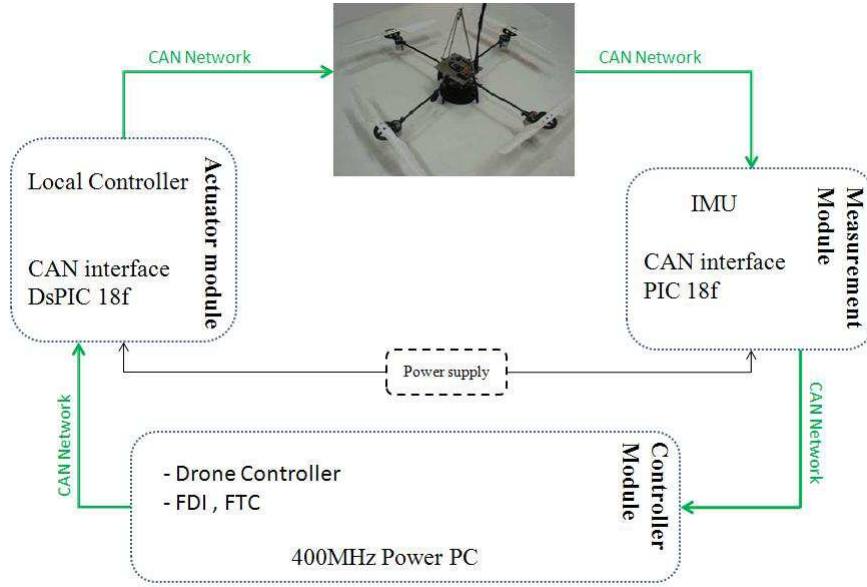 CAN Network
CAN Network
Local Controller
CAN interface
DsPIC 18f
Actuator module
IMU
CAN interface
PIC 18f
Measurement
Module
Power supply
CAN Network
CAN Network
- Drone Controller
- FDI , FTC
400MHz Power PC
Controller
Module